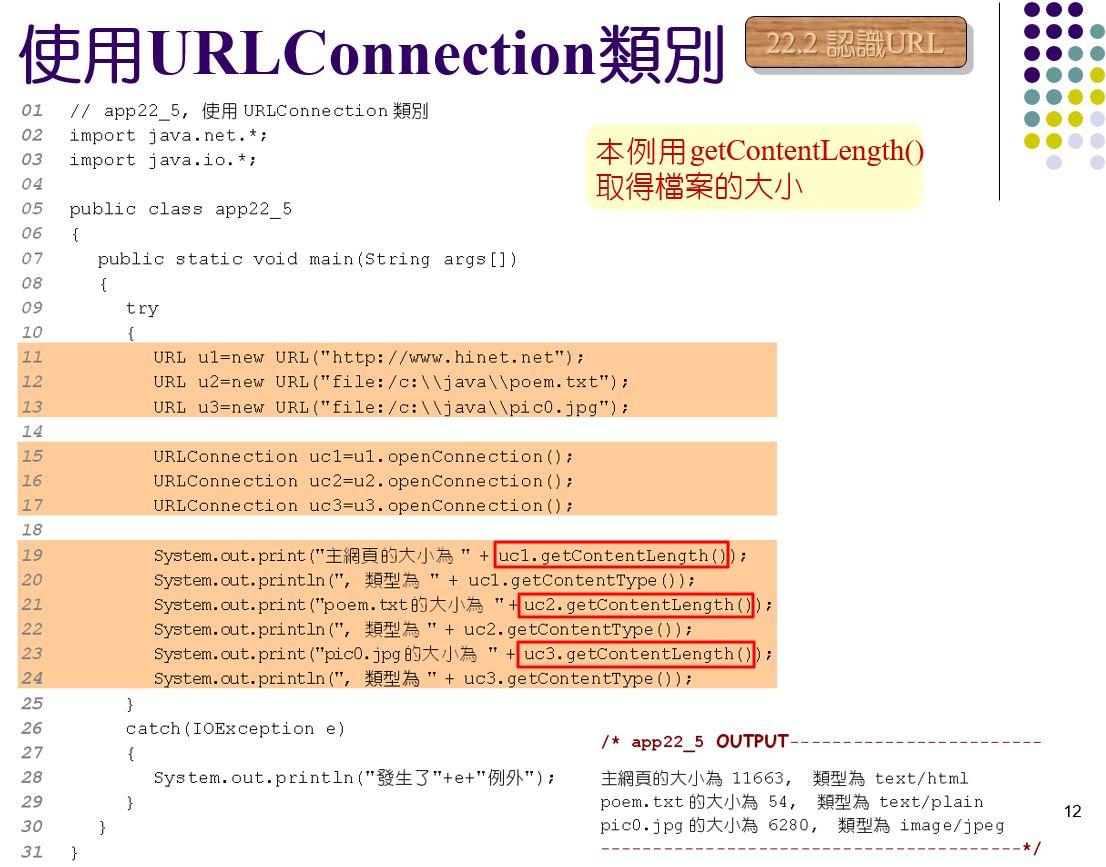 使用URLConnection類別
22.2 認識URL
01 // app22_5, 使用 URLConnection 類別
02 import java.net.*;
03 import java.io.*;
本例用getContentLength()
取得檔案的大小
04
05 public class app22_5
06 {
07 public static void main(String args[])
08 {
09 try
10 {
11 URL u1=new URL("http://www.hinet.net");
12 URL u2=new URL("file:/c:\\java\\poem.txt");
13 URL u3=new URL("file:/c:\\java\\pic0.jpg");
14
15 URLConnection uc1=u1.openConnection();
16 URLConnection uc2=u2.openConnection();
17 URLConnection uc3=u3.openConnection();
18
19 System.out.print("主網頁的大小為 " + uc1.getContentLength());
20 System.out.println(", 類型為 " + uc1.getContentType());
21 System.out.print("poem.txt的大小為 "+ uc2.getContentLength());
22 System.out.println(", 類型為 " + uc2.getContentType());
23 System.out.print("pic0.jpg的大小為 " + uc3.getContentLength());
24 System.out.println(", 類型為 " + uc3.getContentType());
25 }
26 catch(IOException e)
27 {
28 System.out.println("發生了"+e+"例外");
29 }
30 }
31 }
/* app22_5 OUTPUT------------------------
主網頁的大小為 11663, 類型為 text/html
poem.txt的大小為 54, 類型為 text/plain
pic0.jpg的大小為 6280, 類型為 image/jpeg
----------------------------------------*/
12